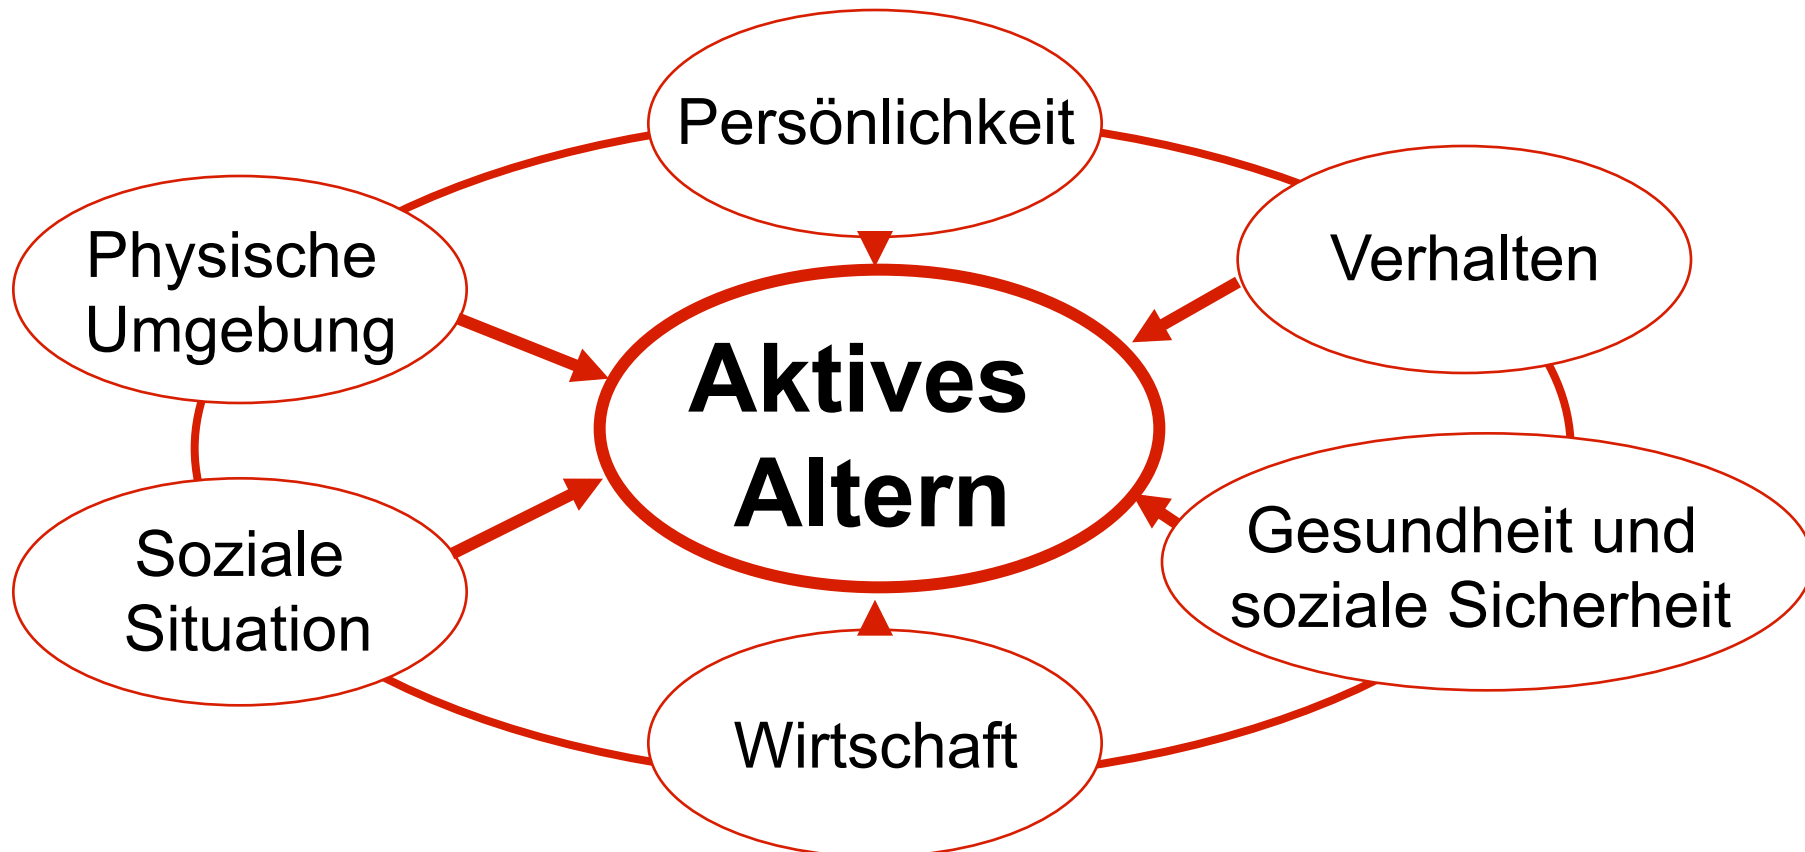 Persönlichkeit
Physische
Umgebung
Verhalten
Aktives
Altern
Soziale
Situation
Gesundheit und
soziale Sicherheit
Wirtschaft